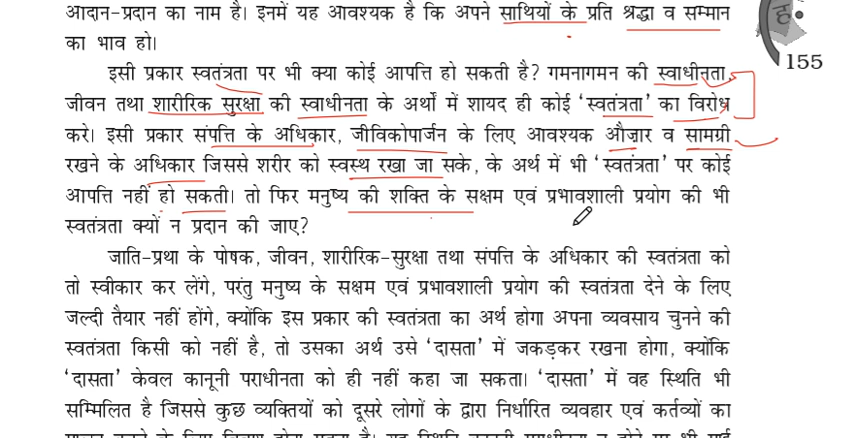 आदान-प्रदान का नाम है। इनमें यह आवश्यक है कि अपने साथियों के प्रति श्रद्धा व सम्मान
का भाव हो।
155
इसी प्रकार स्वतंत्रता पर भी क्या कोई आपत्ति हो सकती है? गमनागमन की स्वाधीनता,
जीवन तथा शारीरिक सुरक्षा की स्वाधीनता के अर्थों में शायद ही कोई ‘स्वतंत्रता’ का विरोध
करे। इसी प्रकार संपत्ति के अधिकार, जीविकोपार्जन के लिए आवश्यक औज़ार व सामग्री
रखने के अधिकार जिससे शरीर को स्वस्थ रखा जा सके, के अर्थ में भी ‘स्वतंत्रता’ पर कोई
आपत्ति नहीं हो सकती। तो फिर मनुष्य की शक्ति के सक्षम एवं प्रभावशाली प्रयोग की भी
स्वतंत्रता क्यों न प्रदान की जाए?
जाति-प्रथा के पोषक, जीवन, शारीरिक-सुरक्षा तथा संपत्ति के अधिकार की स्वतंत्रता को
तो स्वीकार कर लेंगे, परंतु मनुष्य के सक्षम एवं प्रभावशाली प्रयोग की स्वतंत्रता देने के लिए
जल्दी तैयार नहीं होंगे, क्योंकि इस प्रकार की स्वतंत्रता का अर्थ होगा अपना व्यवसाय चुनने की
स्वतंत्रता किसी को नहीं है, तो उसका अर्थ उसे ‘दासता’ में जकड़कर रखना होगा, क्योंकि
‘दासता’ केवल कानूनी पराधीनता को ही नहीं कहा जा सकता। ‘दासता’ में वह स्थिति भी
सम्मिलित है जिससे कुछ व्यक्तियों को दूसरे लोगों के द्वारा निर्धारित व्यवहार एवं कर्तव्यों का